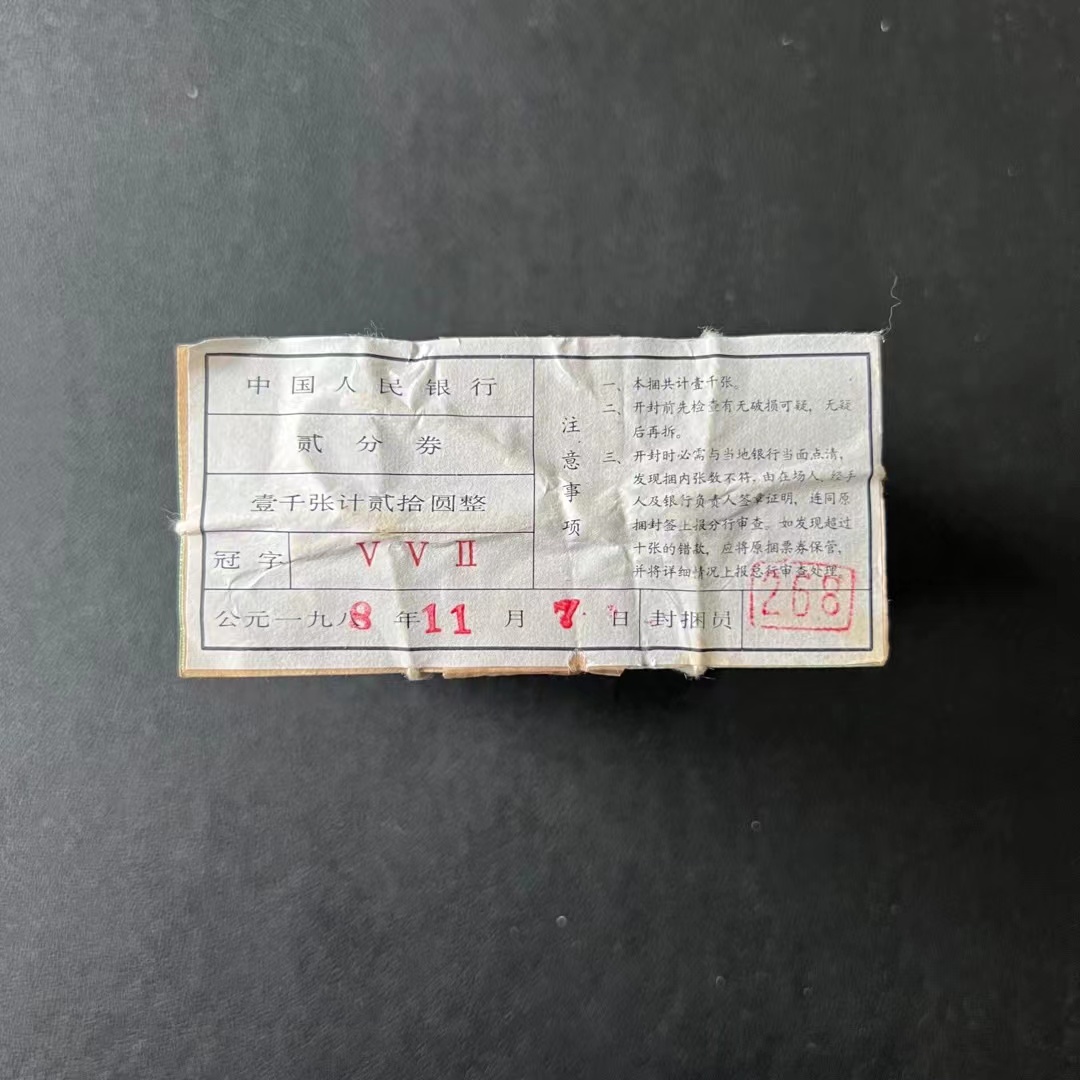 中国人民银行
贰分券
壹千张计贰拾圆整
冠字 V V II
公元一九八8年11月7日 封捆员 268
注意事项
一、本捆共计壹千张。
二、开封前先检查有无破损可疑，无疑
后再拆。
三、开封时必需与当地银行当面点清，
发现捆内张数不符，由在场人、经手
人及银行负责人签章证明，连同原
捆封签上报分行审查。如发现超过
十张的错款，应将原捆票券保管，
并将详细情况上报总行审查处理。